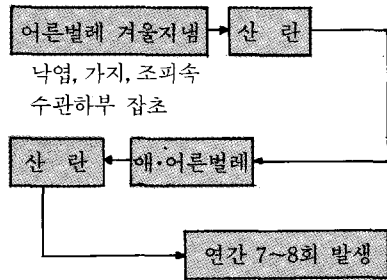 어른벌레 겨울지냄
산 란
낙엽, 가지, 조피속
수관하부 잡초
산 란
애·어른벌레
연간 7~8회 발생